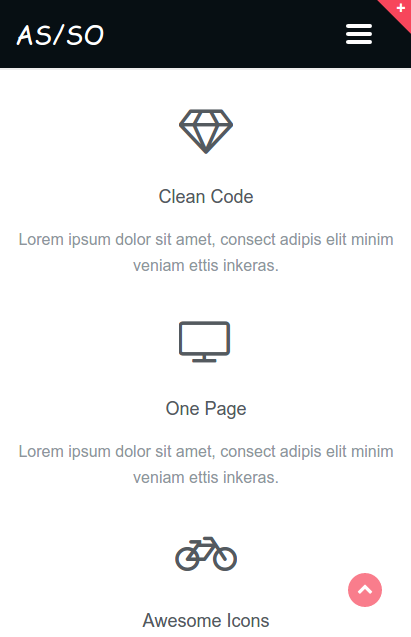 AS/SO
Clean Code
Lorem ipsum dolor sit amet, consect adipis elit minim
veniam ettis inkeras.
One Page
Lorem ipsum dolor sit amet, consect adipis elit minim
veniam ettis inkeras.
Awesome Icons